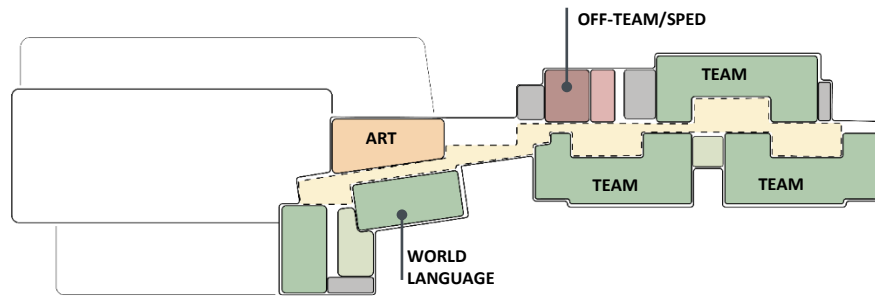 OFF-TEAM/SPED
TEAM
ART
TEAM
TEAM
WORLD
LANGUAGE